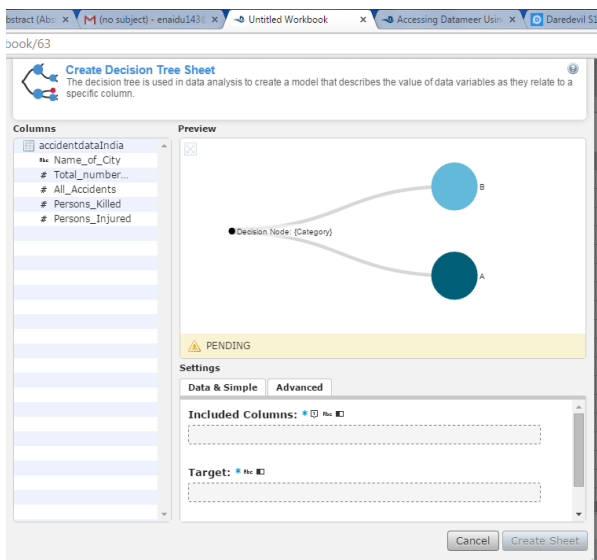 bstract (Abs
(no subject) - enaidu143@
Untitled Workbook
Accessing Datameer Usin
Daredevil S1
book/63
Create Decision Tree Sheet
The decision tree is used in data analysis to create a model that describes the value of data variables as they relate to a
specific column.
Columns
Preview
accidentdataIndia
Abc Name_of_City
# Total_number...
# All_Accidents
# Persons_Killed
# Persons_Injured
B
Decision Node: {Category}
A
PENDING
Settings
Data & Simple
Advanced
Included Columns: * Abc
Target: * Abc
Cancel
Create Sheet